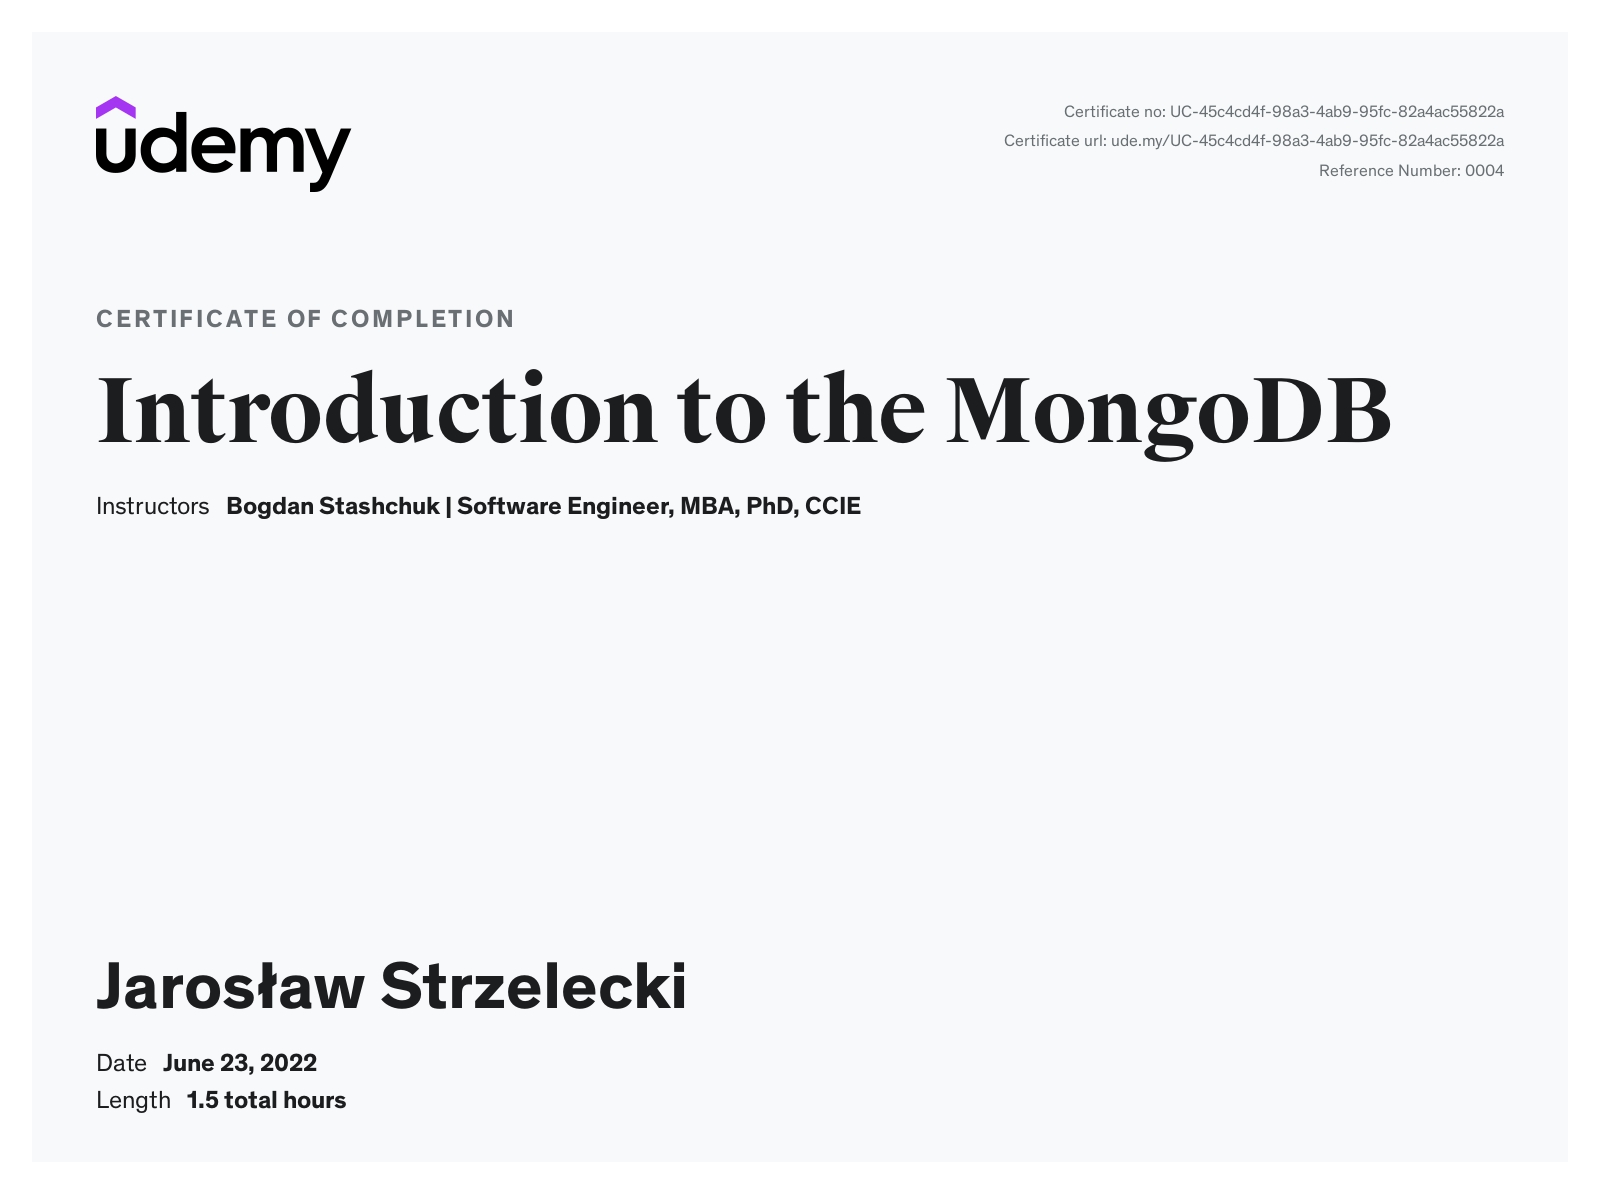 udemy
Certificate no: UC-45c4cd4f-98a3-4ab9-95fc-82a4ac55822a
Certificate url: ude.my/UC-45c4cd4f-98a3-4ab9-95fc-82a4ac55822a
Reference Number: 0004
CERTIFICATE OF COMPLETION
Introduction to the MongoDB
Instructors Bogdan Stashchuk | Software Engineer, MBA, PhD, CCIE
Jarosław Strzelecki
Date June 23, 2022
Length 1.5 total hours